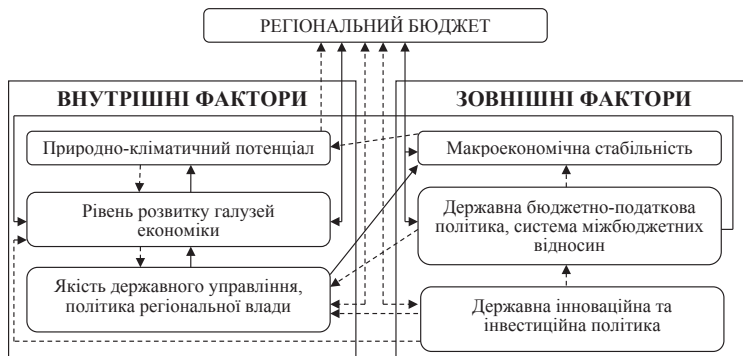 РЕГІОНАЛЬНИЙ БЮДЖЕТ
ВНУТРІШНІ ФАКТОРИ
Природно-кліматичний потенціал
Рівень розвитку галузей
економіки
Якість державного управління,
політика регіональної влади
ЗОВНІШНІ ФАКТОРИ
Макроекономічна стабільність
Державна бюджетно-податкова
політика, система міжбюджетних
відносин
Державна інноваційна та
інвестиційна політика